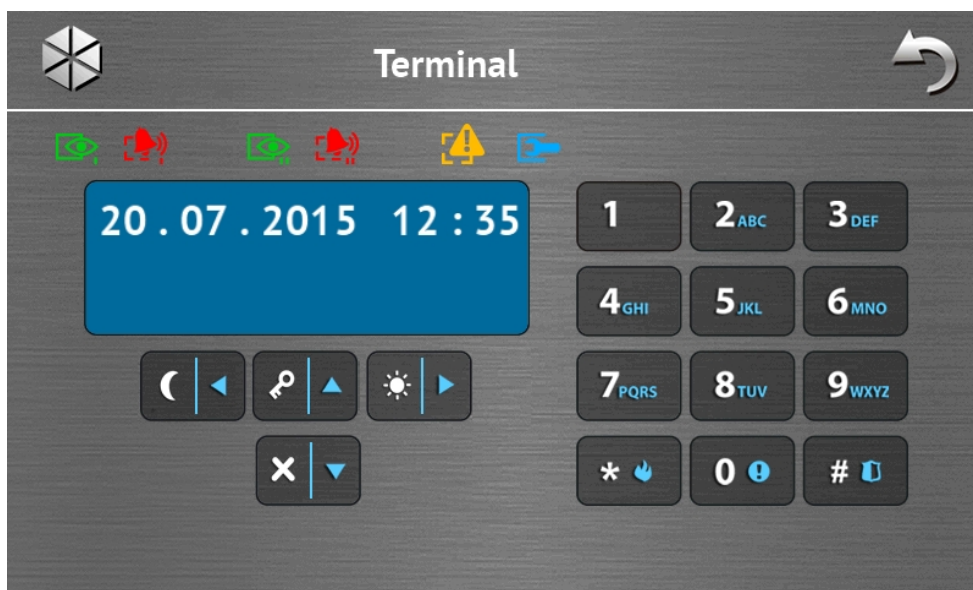 Terminal
20.07.2015 12:35
1 2ABC 3DEF
4GHI 5JKL 6MNO
7PQRS 8TUV 9WXYZ
* 0 #